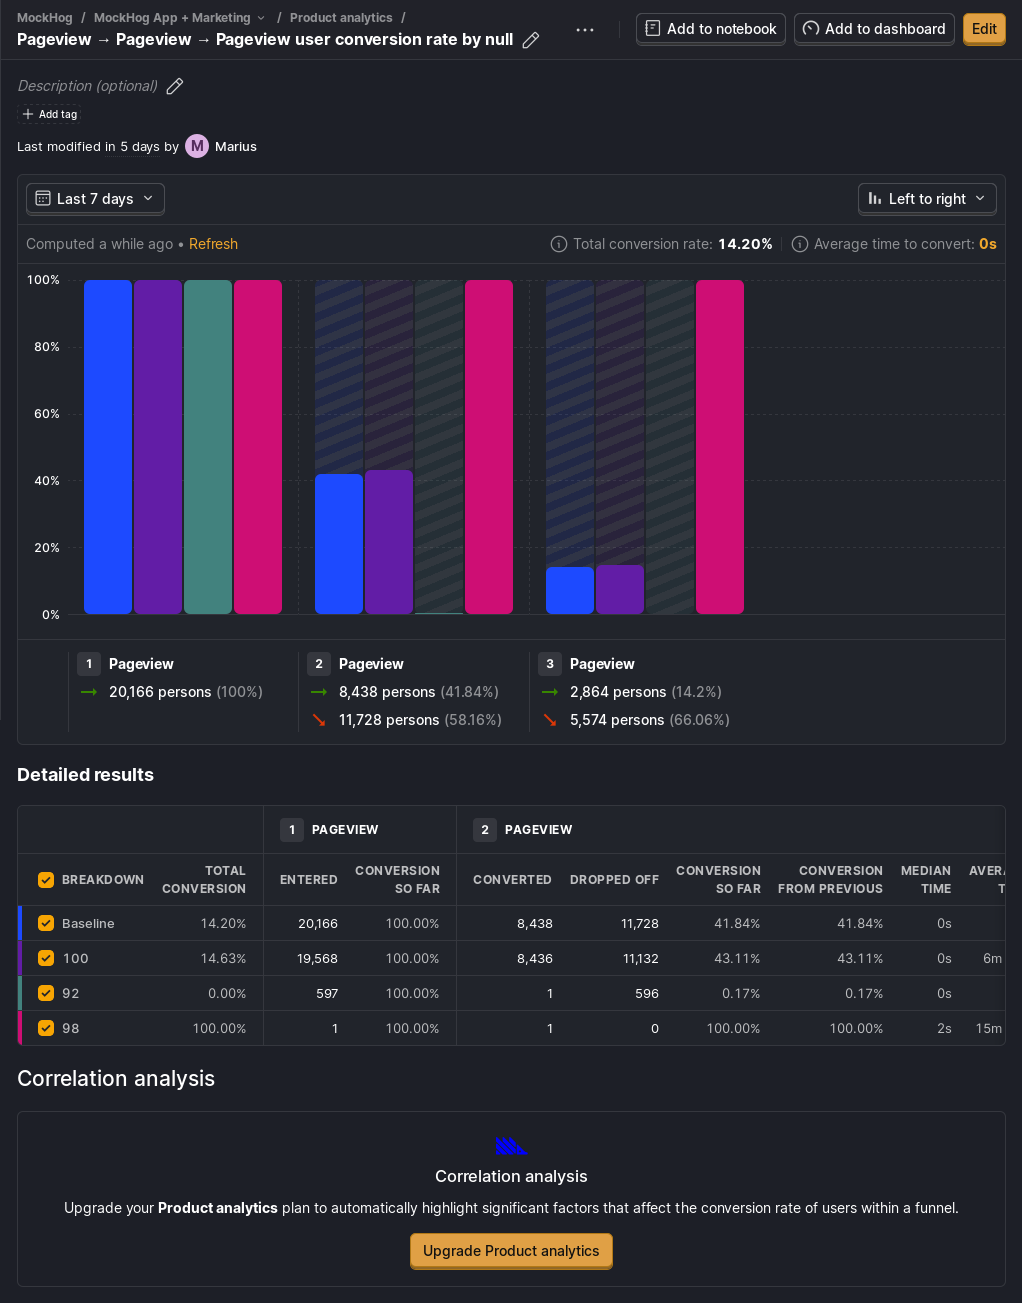 MockHog / MockHog App + Marketing / Product analytics /
Pageview → Pageview → Pageview user conversion rate by null
Add to notebook
Add to dashboard
Edit
Description (optional)
Add tag
Last modified in 5 days by M Marius
Last 7 days
Left to right
Computed a while ago • Refresh
Total conversion rate: 14.20%
Average time to convert: 0s
100%
80%
60%
40%
20%
0%
1 Pageview
20,166 persons (100%)
2 Pageview
8,438 persons (41.84%)
11,728 persons (58.16%)
3 Pageview
2,864 persons (14.2%)
5,574 persons (66.06%)
Detailed results
1 PAGEVIEW 2 PAGEVIEW
BREAKDOWN TOTAL CONVERSION ENTERED CONVERSION SO FAR CONVERTED DROPPED OFF CONVERSION SO FAR CONVERSION FROM PREVIOUS MEDIAN TIME AVERA T
Baseline 14.20% 20,166 100.00% 8,438 11,728 41.84% 41.84% 0s
100 14.63% 19,568 100.00% 8,436 11,132 43.11% 43.11% 0s 6m
92 0.00% 597 100.00% 1 596 0.17% 0.17% 0s
98 100.00% 1 100.00% 1 0 100.00% 100.00% 2s 15m
Correlation analysis
Correlation analysis
Upgrade your Product analytics plan to automatically highlight significant factors that affect the conversion rate of users within a funnel.
Upgrade Product analytics